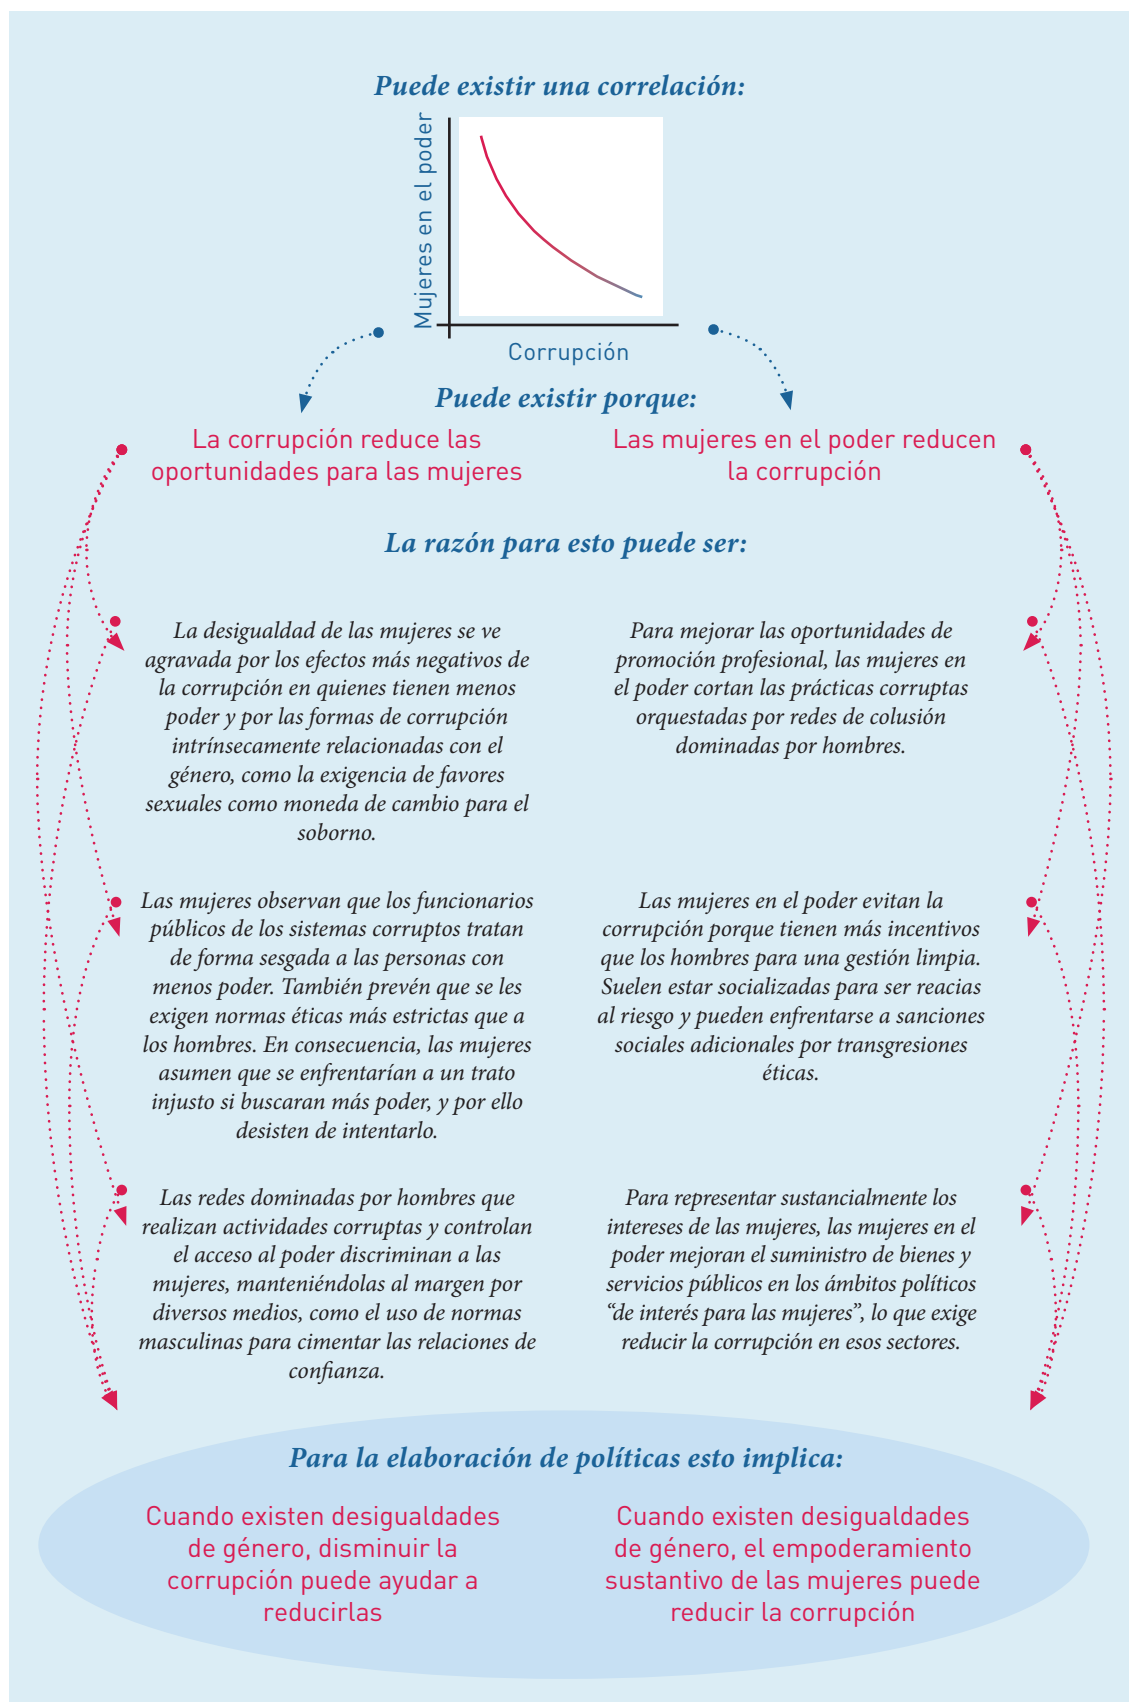 Puede existir una correlación:
Mujeres en el poder
Corrupción
Puede existir porque:
La corrupción reduce las
oportunidades para las mujeres
Las mujeres en el poder reducen
la corrupción
La razón para esto puede ser:
La desigualdad de las mujeres se ve
agravada por los efectos más negativos de
la corrupción en quienes tienen menos
poder y por las formas de corrupción
intrínsecamente relacionadas con el
género, como la exigencia de favores
sexuales como moneda de cambio para el
soborno.
Para mejorar las oportunidades de
promoción profesional, las mujeres en
el poder cortan las prácticas corruptas
orquestadas por redes de colusión
dominadas por hombres.
Las mujeres observan que los funcionarios
públicos de los sistemas corruptos tratan
de forma sesgada a las personas con
menos poder. También prevén que se les
exigen normas éticas más estrictas que a
los hombres. En consecuencia, las mujeres
asumen que se enfrentarían a un trato
injusto si buscaran más poder, y por ello
desisten de intentarlo.
Las mujeres en el poder evitan la
corrupción porque tienen más incentivos
que los hombres para una gestión limpia.
Suelen estar socializadas para ser reacias
al riesgo y pueden enfrentarse a sanciones
sociales adicionales por transgresiones
éticas.
Las redes dominadas por hombres que
realizan actividades corruptas y controlan
el acceso al poder discriminan a las
mujeres, manteniéndolas al margen por
diversos medios, como el uso de normas
masculinas para cimentar las relaciones de
confianza.
Para representar sustancialmente los
intereses de las mujeres, las mujeres en el
poder mejoran el suministro de bienes y
servicios públicos en los ámbitos políticos
“de interés para las mujeres”, lo que exige
reducir la corrupción en esos sectores.
Para la elaboración de políticas esto implica:
Cuando existen desigualdades
de género, disminuir la
corrupción puede ayudar a
reducirlas
Cuando existen desigualdades
de género, el empoderamiento
sustantivo de las mujeres puede
reducir la corrupción